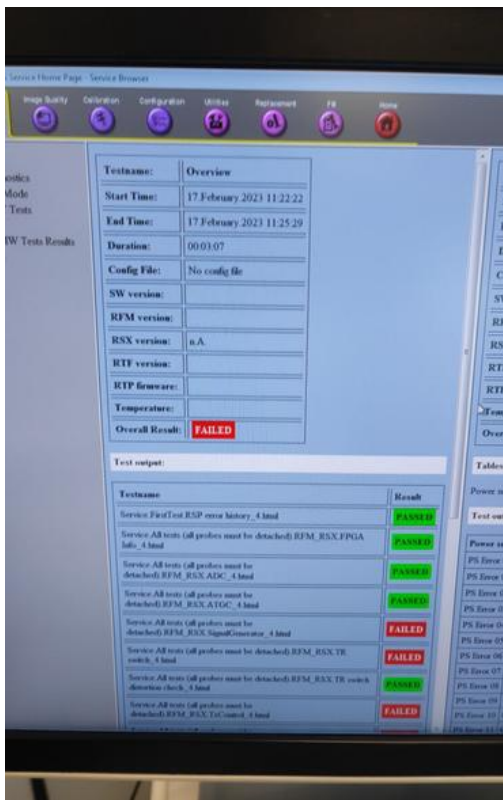 Service Home Page - Service Browser
Image Quality
Calibration
Configuration
Utilities
Replacement
Home
Mode
Tests
Tests Results
Testname: Overview
Start Time: 17.February.2023 11:22:22
End Time: 17.February.2023 11:25:29
Duration: 00:03:07
Config File: No config file
SW version:
RFM version:
RSX version: n.A.
RTF version:
RTP firmware:
Temperature:
Overall Result: FAILED
Test output:
Testname Result
Service.FirstTest.RSP error history_4.html PASSED
Service.All tests (all probes must be detached).RFM_RSX.FPGA
Info_4.html PASSED
Service.All tests (all probes must be
detached).RFM_RSX.ADC_4.html PASSED
Service.All tests (all probes must be
detached).RFM_RSX.ATGC_4.html PASSED
Service.All tests (all probes must be
detached).RFM_RSX.SignalGenerator_4.html FAILED
Service.All tests (all probes must be detached).RFM_RSX.TR
switch_4.html FAILED
Service.All tests (all probes must be detached).RFM_RSX.TR switch
distortion check_4.html PASSED
Service.All tests (all probes must be
detached).RFM_RSX.TxControl_4.html FAILED
Tables
Test out
PS Error
PS Error
PS Error
PS Error
PS Error
PS Error 05
PS Error 06
PS Error 07
PS Error 08
PS Error 09
PS Error 10